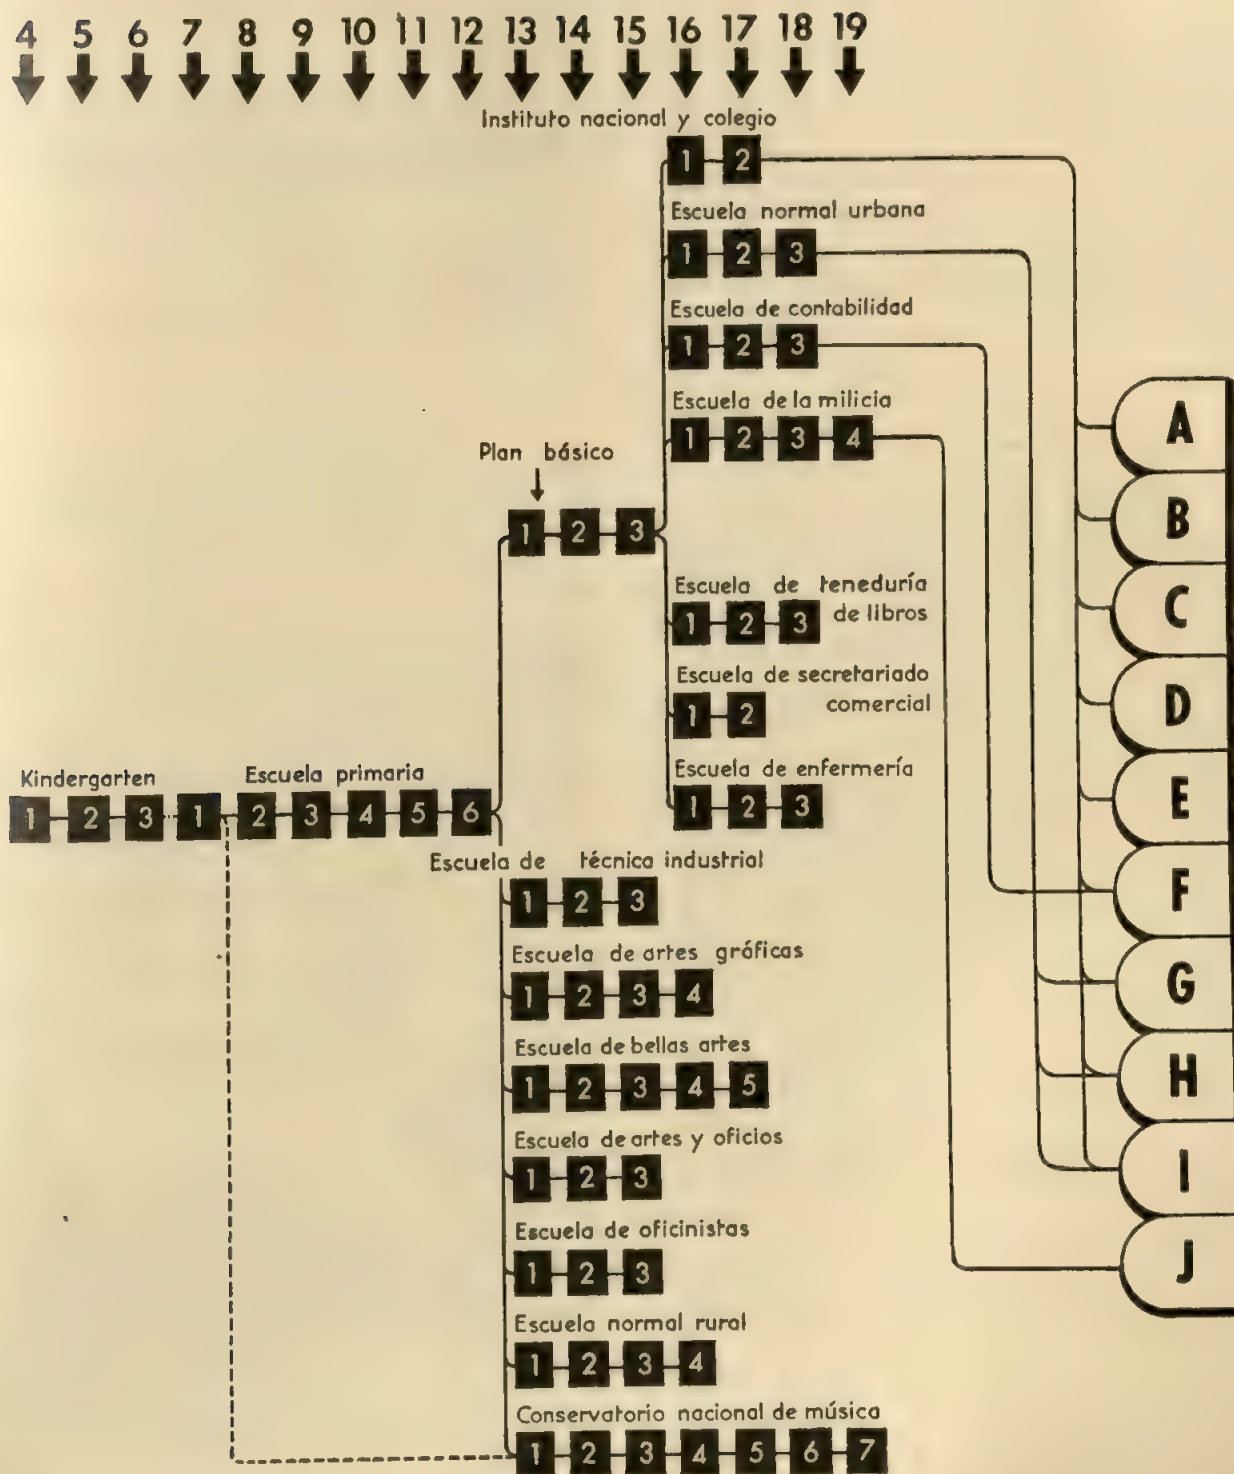 4 5 6 7 8 9 10 11 12 13 14 15 16 17 18 19
Instituto nacional y colegio
1 2
Escuela normal urbana
1 2 3
Escuela de contabilidad
1 2 3
Escuela de la milicia
1 2 3 4
Plan básico
1 2 3
Escuela de teneduría
de libros
1 2 3
Escuela de secretariado
comercial
1 2
Escuela de enfermería
1 2 3
Kindergarten
1 2 3
Escuela primaria
1 2 3 4 5 6
Escuela de técnica industrial
1 2 3
Escuela de artes gráficas
1 2 3 4
Escuela de bellas artes
1 2 3 4 5
Escuela de artes y oficios
1 2 3
Escuela de oficinistas
1 2 3
Escuela normal rural
1 2 3 4
Conservatorio nacional de música
1 2 3 4 5 6 7
A
B
C
D
E
F
G
H
I
J